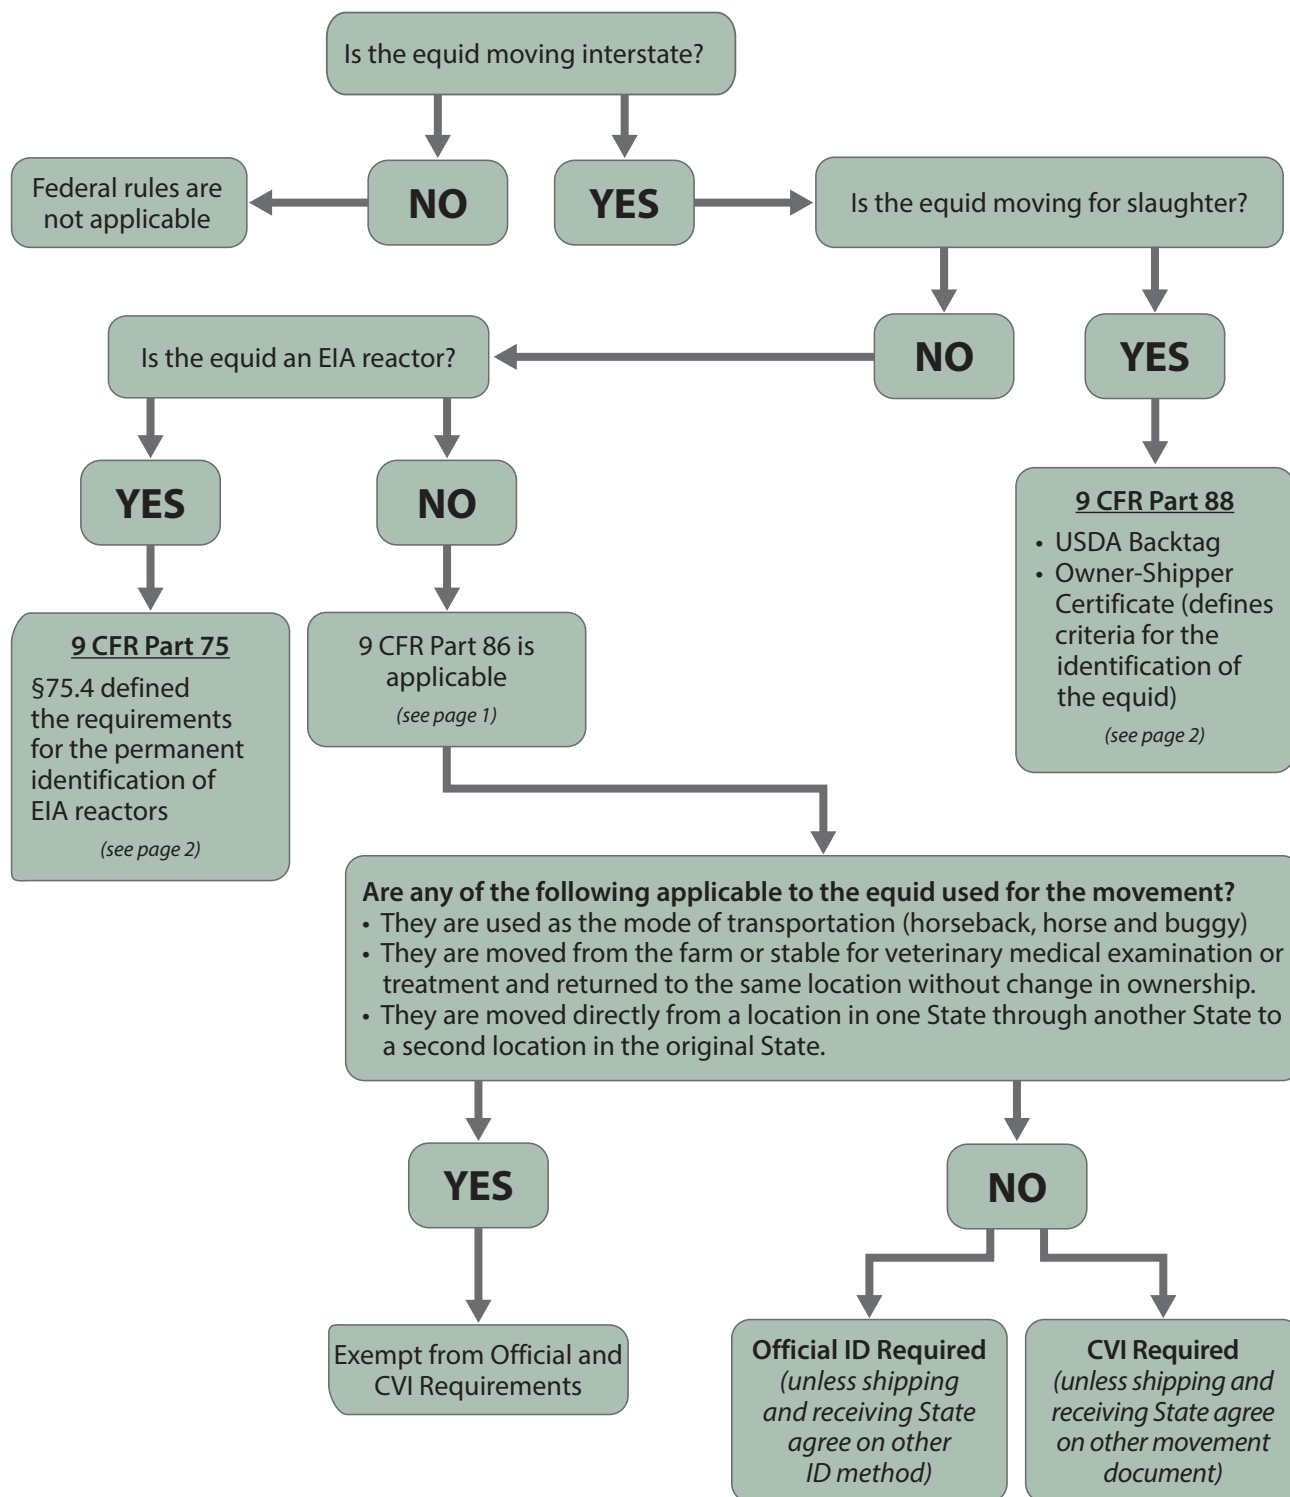 Is the equid moving interstate?
Federal rules are
not applicable
NO
YES
Is the equid moving for slaughter?
Is the equid an EIA reactor?
NO
YES
YES
NO
9 CFR Part 88
• USDA Backtag
• Owner-Shipper
Certificate (defines
criteria for the
identification of
the equid)
(see page 2)
9 CFR Part 75
§75.4 defined
the requirements
for the permanent
identification of
EIA reactors
(see page 2)
9 CFR Part 86 is
applicable
(see page 1)
Are any of the following applicable to the equid used for the movement?
• They are used as the mode of transportation (horseback, horse and buggy)
• They are moved from the farm or stable for veterinary medical examination or
treatment and returned to the same location without change in ownership.
• They are moved directly from a location in one State through another State to
a second location in the original State.
YES
NO
Exempt from Official and
CVI Requirements
Official ID Required
(unless shipping
and receiving State
agree on other
ID method)
CVI Required
(unless shipping and
receiving State agree
on other movement
document)